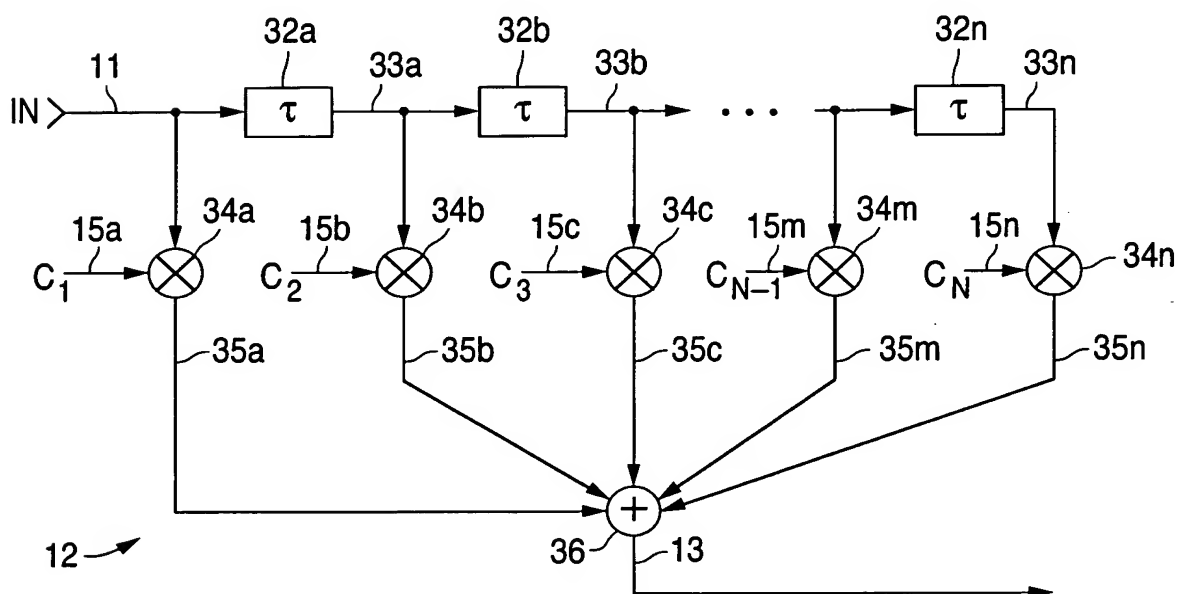 32a 32b 32n
11 33a 33b 33n
IN τ τ . . . τ
15a 34a 15b 34b 15c 34c 15m 34m 15n
C1 C2 C3 CN–1 CN 34n
35a 35b 35c 35m 35n
+
12 36 13